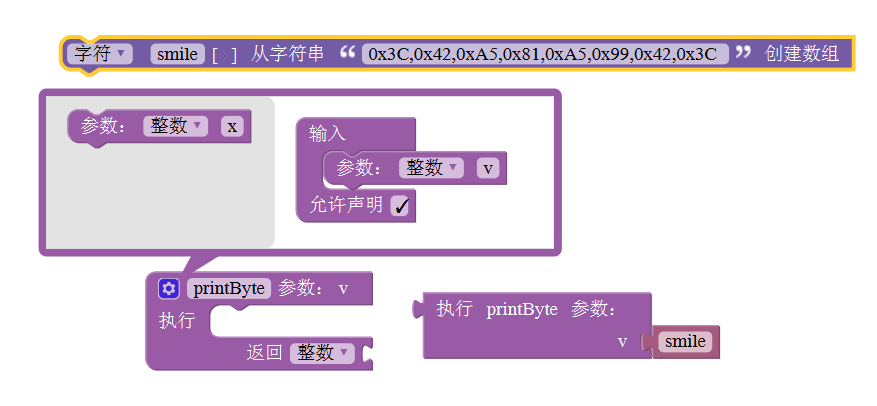 字符 smile [ ] 从字符串 “ 0x3C,0x42,0xA5,0x81,0xA5,0x99,0x42,0x3C ” 创建数组
参数： 整数 x
输入
参数： 整数 v
允许声明
printByte 参数： v
执行
返回 整数
执行 printByte 参数：
v smile